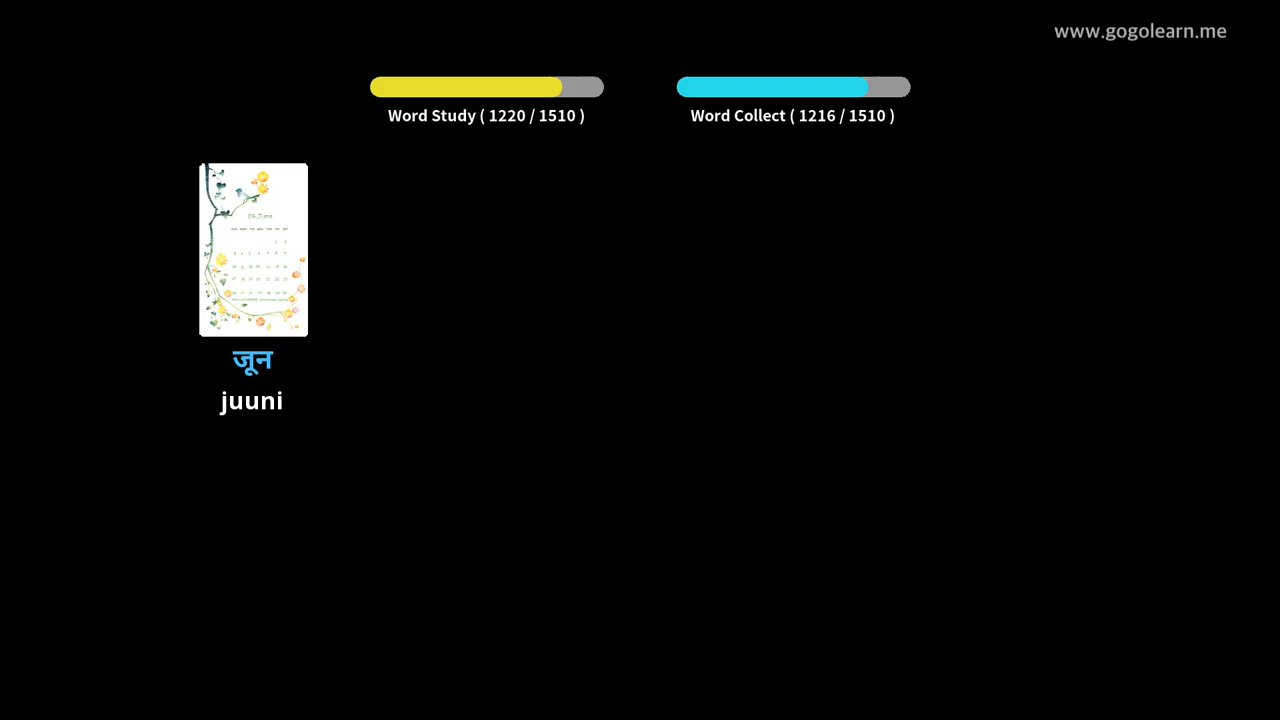 www.gogolearn.me
Word Study ( 1220 / 1510 )
Word Collect ( 1216 / 1510 )
06.June
जून
juuni